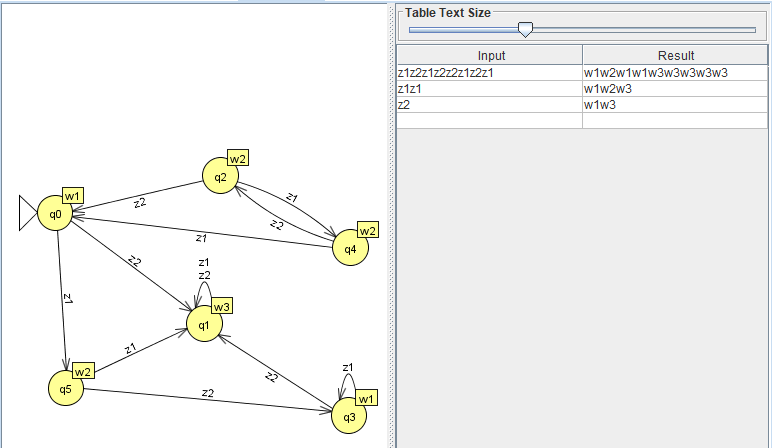 Table Text Size
Input Result
z1z2z1z2z2z1z2z1 w1w2w1w1w3w3w3w3w3
z1z1 w1w2w3
z2 w1w3
w2
q2
w1
q0
z2
z1
z2
w2
q4
z1
z2
z1
z2
z1
w3
q1
w2
q5
z1
z2
z2
z1
w1
q3